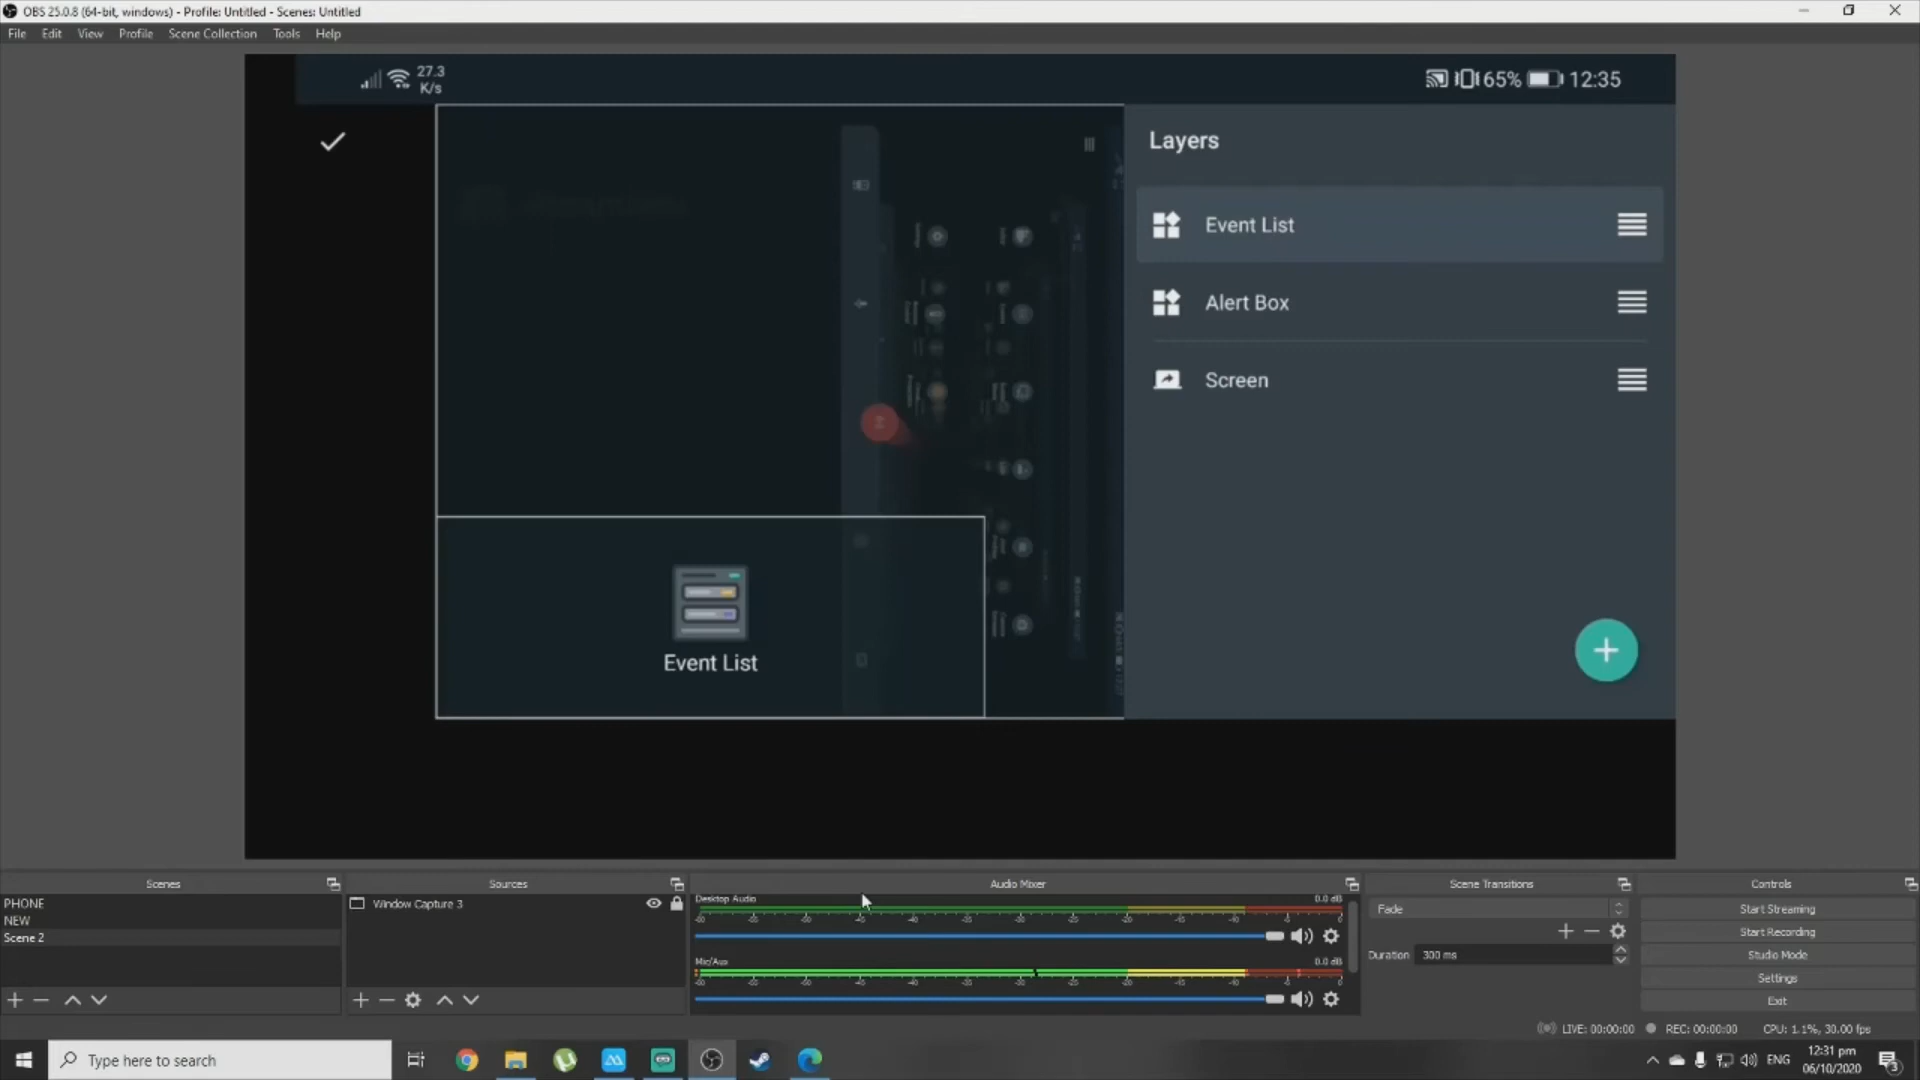 OBS 25.0.8 (64-bit, windows) - Profile: Untitled - Scenes: Untitled
File Edit View Profile Scene Collection Tools Help
27.3
K/s
65% 12:35
Layers
Event List
Alert Box
Screen
Event List
Scenes
PHONE
NEW
Scene 2
Sources
Window Capture 3
Audio Mixer
Desktop Audio 0.0 dB
Mic/Aux 0.0 dB
Scene Transitions
Fade
Duration 300 ms
Controls
Start Streaming
Start Recording
Studio Mode
Settings
Exit
LIVE: 00:00:00 REC: 00:00:00 CPU: 1.1%, 30.00 fps
Type here to search
ENG
12:31 pm
06/10/2020